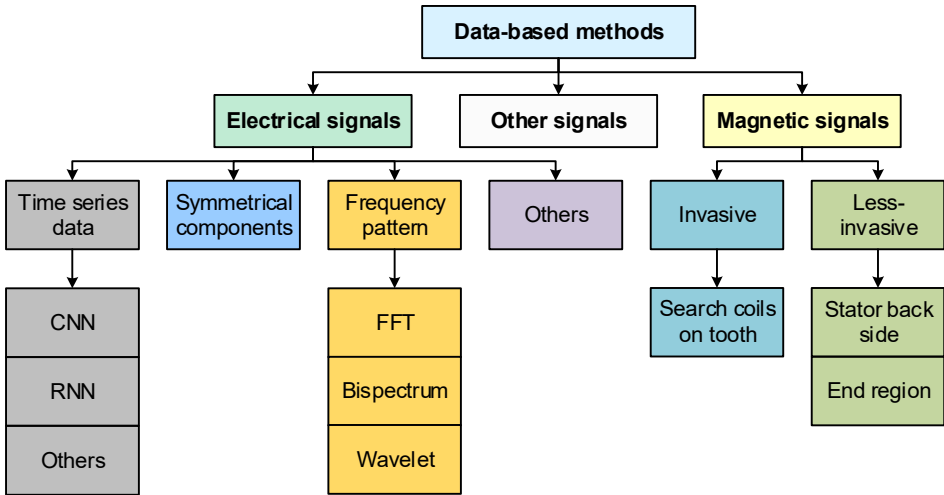 Data-based methods
Electrical signals
Other signals
Magnetic signals
Time series
data
Symmetrical
components
Frequency
pattern
Others
Invasive
Less-
invasive
CNN
RNN
Others
FFT
Bispectrum
Wavelet
Search coils
on tooth
Stator back
side
End region